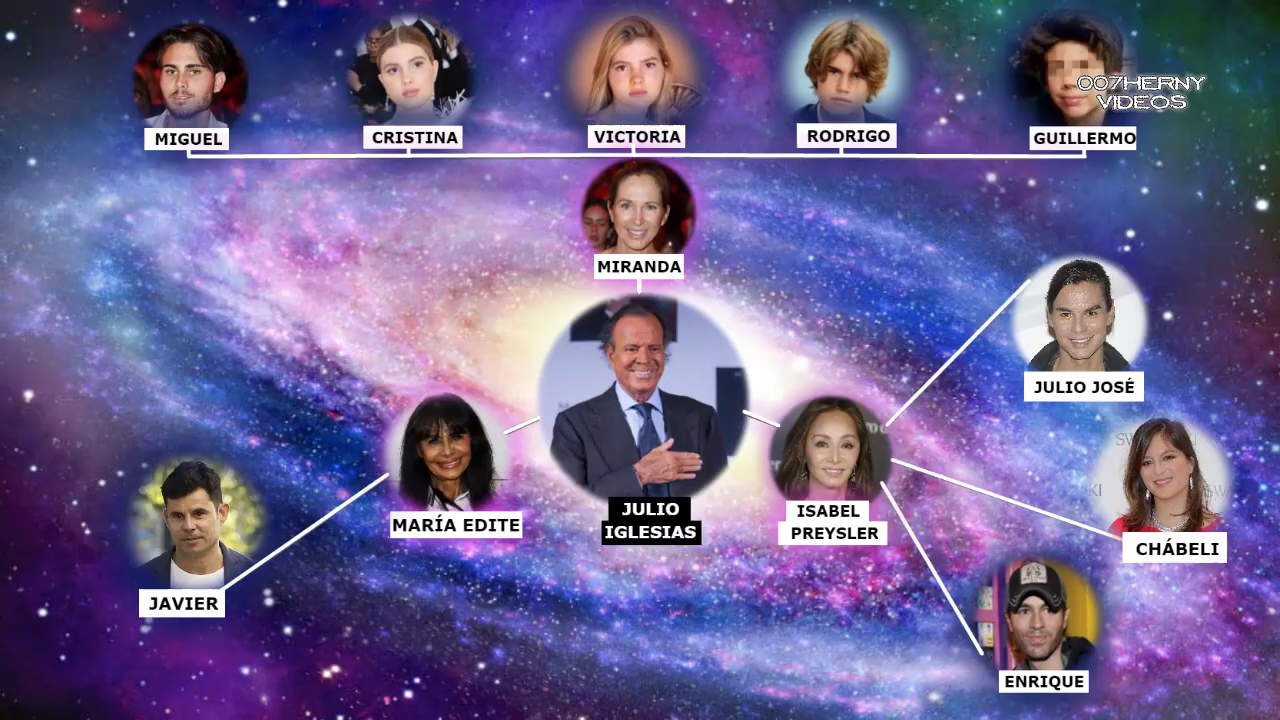 007HERNY
VIDEOS
MIGUEL
CRISTINA
VICTORIA
RODRIGO
GUILLERMO
MIRANDA
JULIO JOSÉ
MARÍA EDITE
JULIO
IGLESIAS
ISABEL
PREYSLER
CHÁBELI
JAVIER
ENRIQUE